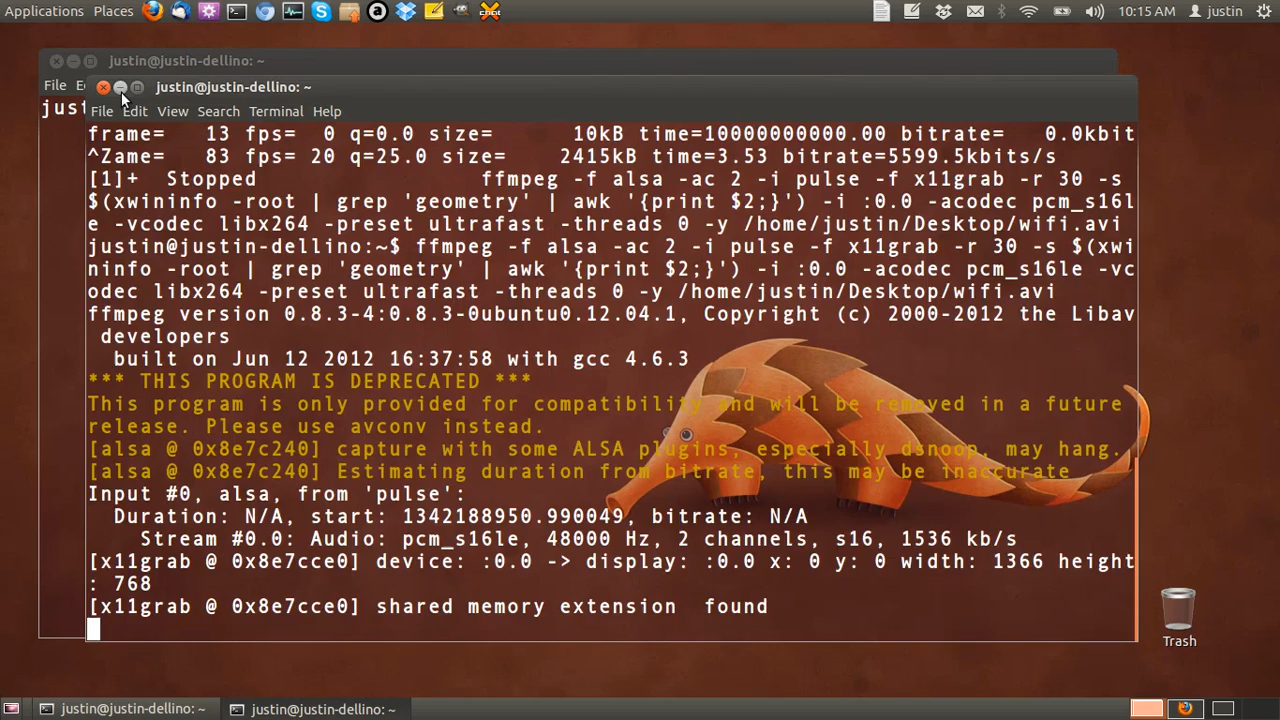 Applications Places a chat 10:15 AM justin
justin@justin-dellino: ~
File E
just
justin@justin-dellino: ~
File Edit View Search Terminal Help
frame=   13 fps=  0 q=0.0 size=      10kB time=10000000000.00 bitrate=   0.0kbit
^Zame=   83 fps= 20 q=25.0 size=    2415kB time=3.53 bitrate=5599.5kbits/s
[1]+  Stopped                 ffmpeg -f alsa -ac 2 -i pulse -f x11grab -r 30 -s
$(xwininfo -root | grep 'geometry' | awk '{print $2;}') -i :0.0 -acodec pcm_s16l
e -vcodec libx264 -preset ultrafast -threads 0 -y /home/justin/Desktop/wifi.avi
justin@justin-dellino:~$ ffmpeg -f alsa -ac 2 -i pulse -f x11grab -r 30 -s $(xwi
ninfo -root | grep 'geometry' | awk '{print $2;}') -i :0.0 -acodec pcm_s16le -vc
odec libx264 -preset ultrafast -threads 0 -y /home/justin/Desktop/wifi.avi
ffmpeg version 0.8.3-4:0.8.3-0ubuntu0.12.04.1, Copyright (c) 2000-2012 the Libav
 developers
  built on Jun 12 2012 16:37:58 with gcc 4.6.3
*** THIS PROGRAM IS DEPRECATED ***
This program is only provided for compatibility and will be removed in a future
release. Please use avconv instead.
[alsa @ 0x8e7c240] capture with some ALSA plugins, especially dsnoop, may hang.
[alsa @ 0x8e7c240] Estimating duration from bitrate, this may be inaccurate
Input #0, alsa, from 'pulse':
  Duration: N/A, start: 1342188950.990049, bitrate: N/A
    Stream #0.0: Audio: pcm_s16le, 48000 Hz, 2 channels, s16, 1536 kb/s
[x11grab @ 0x8e7cce0] device: :0.0 -> display: :0.0 x: 0 y: 0 width: 1366 height
: 768
[x11grab @ 0x8e7cce0] shared memory extension  found
Trash
justin@justin-dellino: ~ justin@justin-dellino: ~